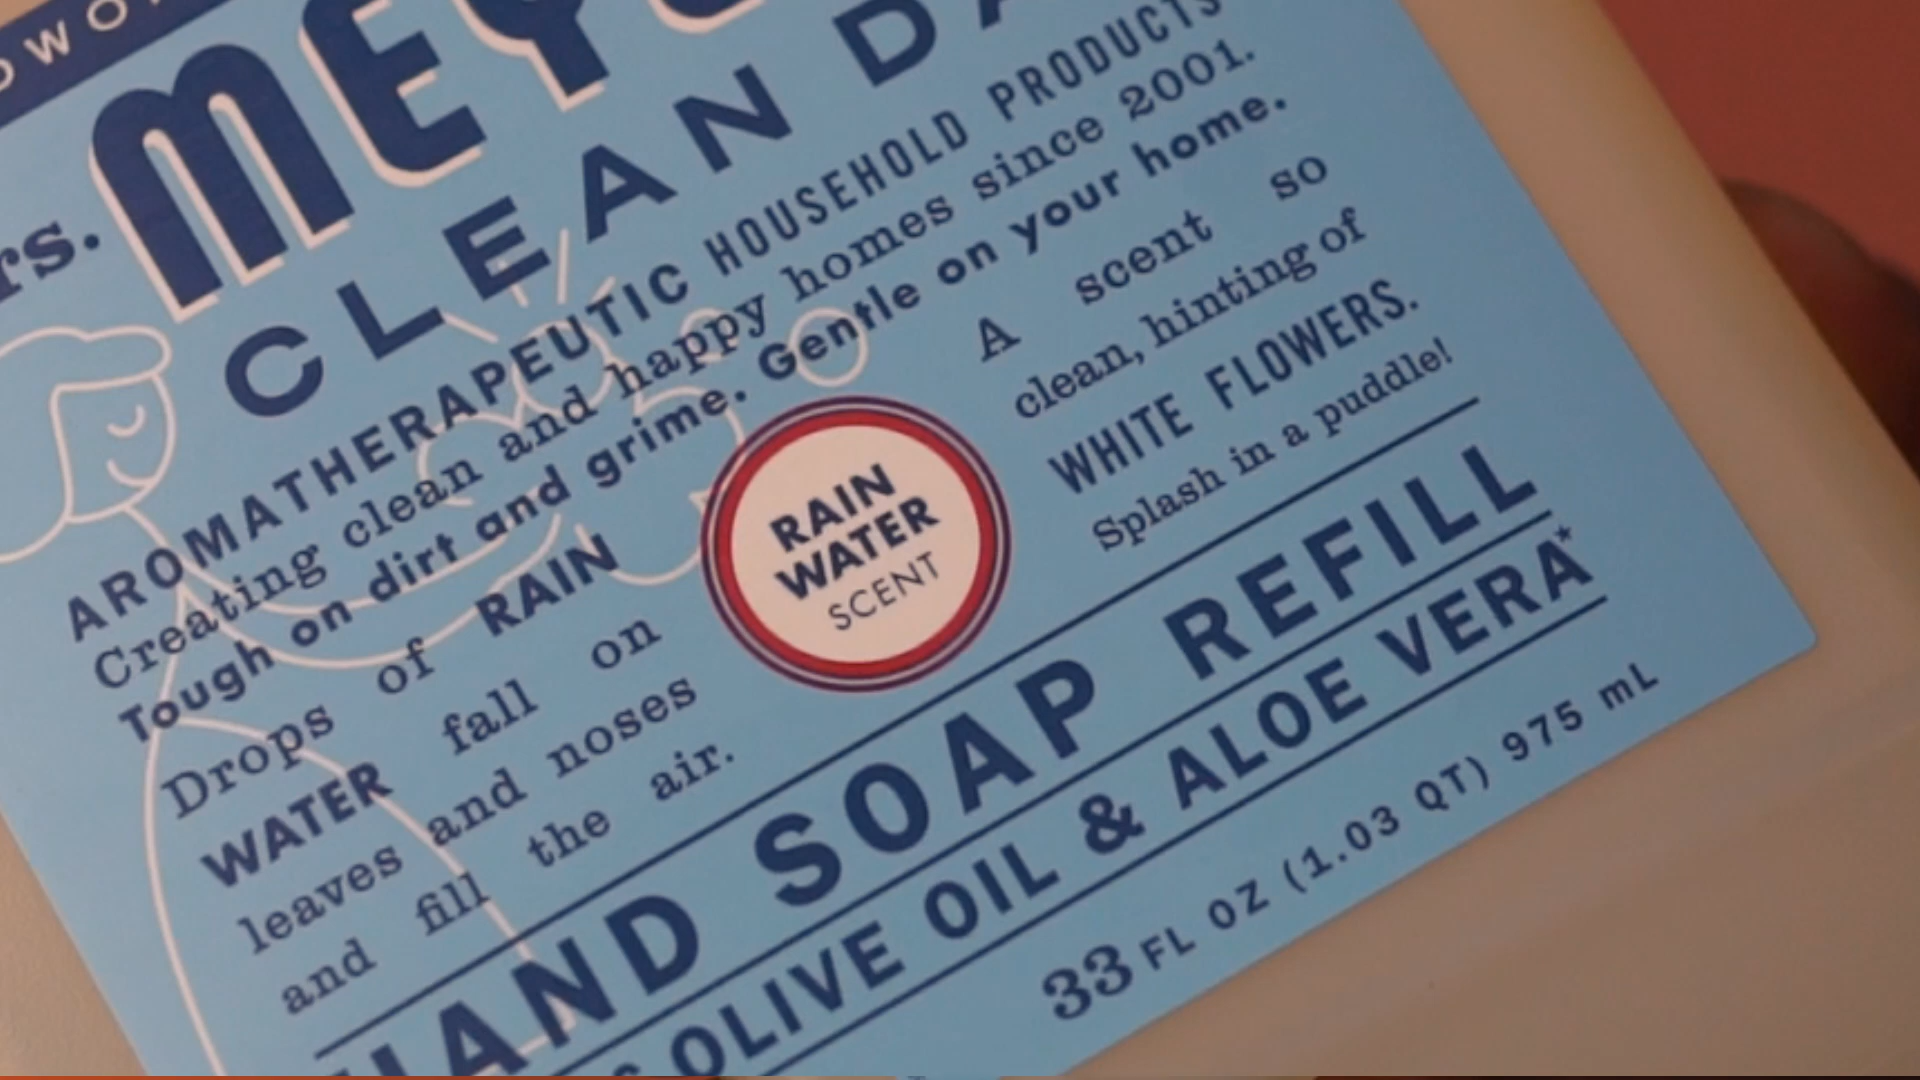 rs. MEY
CLEAN DA
AROMATHERAPEUTIC HOUSEHOLD PRODUCTS
Creating clean and happy homes since 2001.
Tough on dirt and grime. Gentle on your home.
Drops of RAIN
WATER fall on
leaves and noses
and fill the air.
RAIN
WATER
SCENT
A scent so
clean, hinting of
WHITE FLOWERS.
Splash in a puddle!
HAND SOAP REFILL
OLIVE OIL & ALOE VERA*
33 FL OZ (1.03 QT) 975 mL